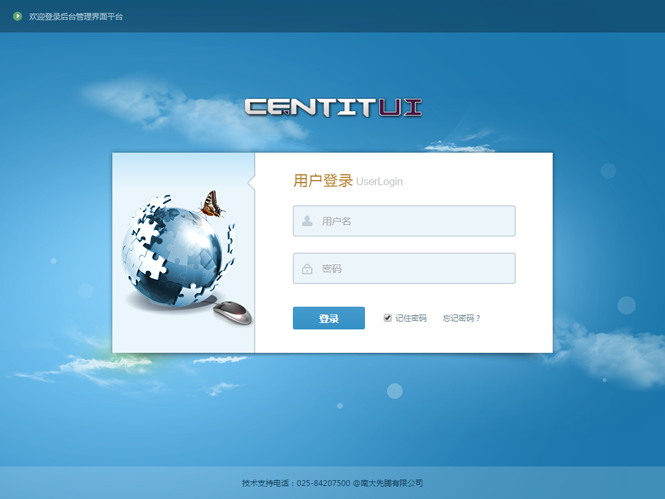 欢迎登录后台管理界面平台
CENTITUI
用户登录 UserLogin
用户名
密码
登录 记住密码 忘记密码？
技术支持电话：025-84207500 @南大先腾有限公司